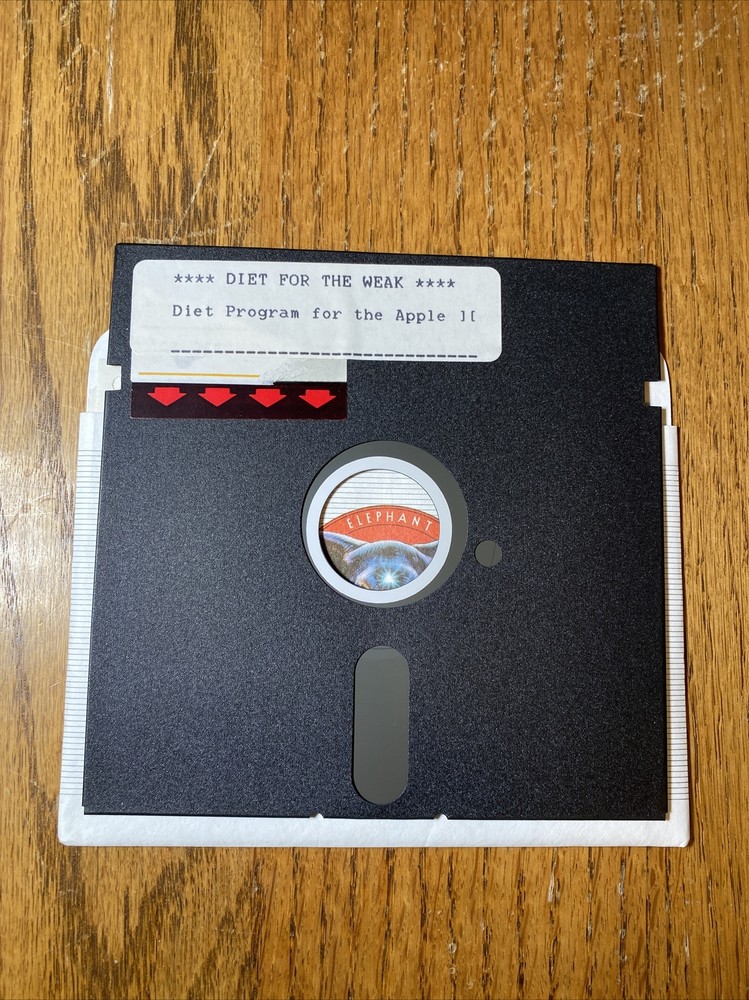 **** DIET FOR THE WEAK ****
Diet Program for the Apple ][
-----------------------------
ELEPHANT